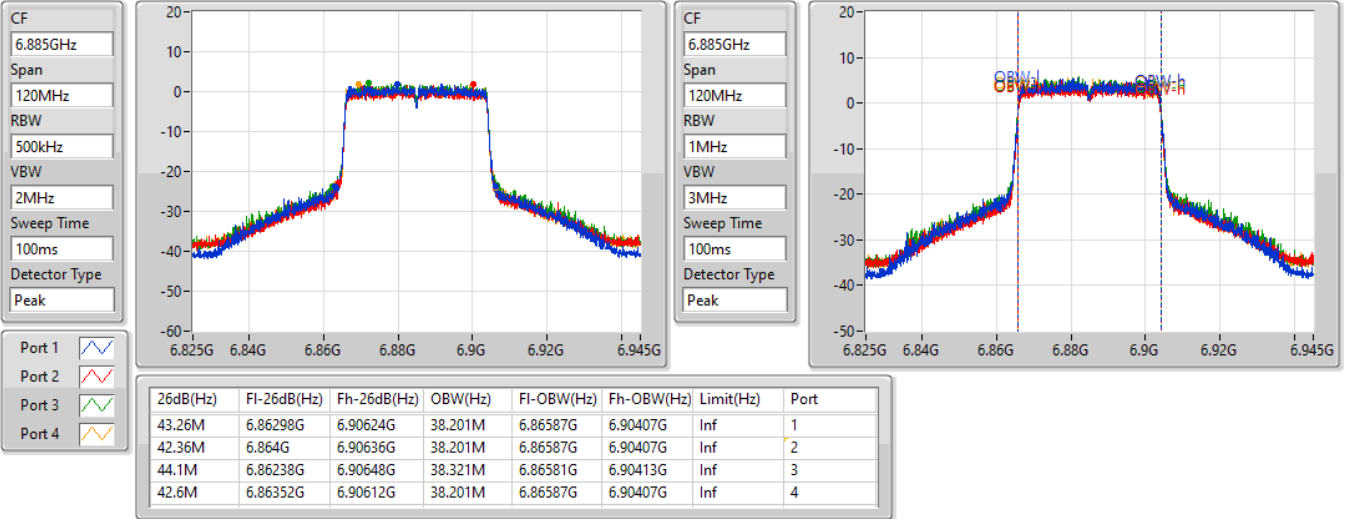 CF
6.885GHz
Span
120MHz
RBW
500kHz
VBW
2MHz
Sweep Time
100ms
Detector Type
Peak
20
10
0
-10
-20
-30
-40
-50
-60
6.825G 6.84G 6.86G 6.88G 6.9G 6.92G 6.945G
CF
6.885GHz
Span
120MHz
RBW
1MHz
VBW
3MHz
Sweep Time
100ms
Detector Type
Peak
20
10
0
-10
-20
-30
-40
-50
OBW-l OBW-h
6.825G 6.84G 6.86G 6.88G 6.9G 6.92G 6.945G
Port 1
Port 2
Port 3
Port 4
26dB(Hz) Fl-26dB(Hz) Fh-26dB(Hz) OBW(Hz) Fl-OBW(Hz) Fh-OBW(Hz) Limit(Hz) Port
43.26M 6.86298G 6.90624G 38.201M 6.86587G 6.90407G Inf 1
42.36M 6.864G 6.90636G 38.201M 6.86587G 6.90407G Inf 2
44.1M 6.86238G 6.90648G 38.321M 6.86581G 6.90413G Inf 3
42.6M 6.86352G 6.90612G 38.201M 6.86587G 6.90407G Inf 4